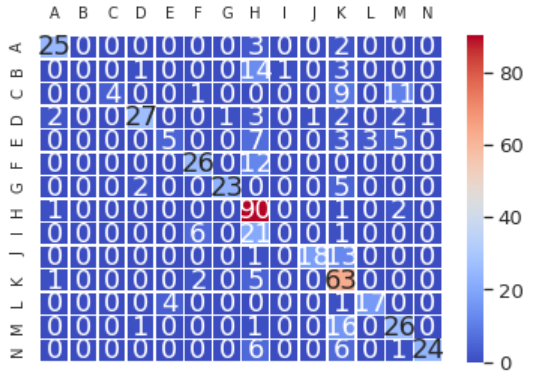 A B C D E F G H I J K L M N
A 25 0 0 0 0 0 0 3 0 0 2 0 0 0
B 0 0 0 1 0 0 0 14 1 0 3 0 0 0
C 0 0 4 0 0 1 0 0 0 0 9 0 11 0
D 2 0 0 27 0 0 1 3 0 1 2 0 2 1
E 0 0 0 0 5 0 0 7 0 0 3 3 5 0
F 0 0 0 0 0 26 0 12 0 0 0 0 0 0
G 0 0 0 2 0 0 23 0 0 0 5 0 0 0
H 1 0 0 0 0 0 0 90 0 0 1 0 2 0
I 0 0 0 0 0 6 0 21 0 0 1 0 0 0
J 0 0 0 0 0 0 0 1 0 18 13 0 0 0
K 1 0 0 0 0 2 0 5 0 0 63 0 0 0
L 0 0 0 0 4 0 0 0 0 0 1 17 0 0
M 0 0 0 1 0 0 0 1 0 0 16 0 26 0
N 0 0 0 0 0 0 0 6 0 0 6 0 1 24
80
60
40
20
0